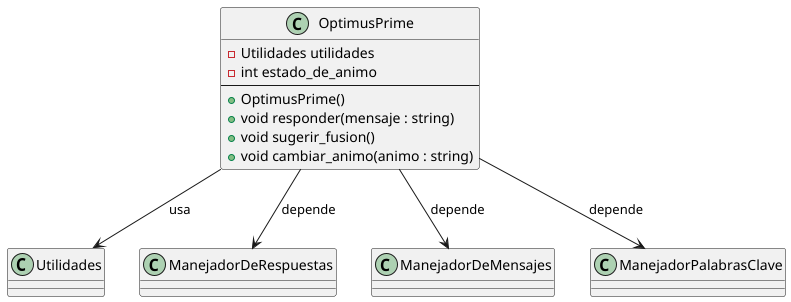 C OptimusPrime
Utilidades utilidades
int estado_de_animo
OptimusPrime()
void responder(mensaje : string)
void sugerir_fusion()
void cambiar_animo(animo : string)
usa
depende
depende
depende
C Utilidades
C ManejadorDeRespuestas
C ManejadorDeMensajes
C ManejadorPalabrasClave